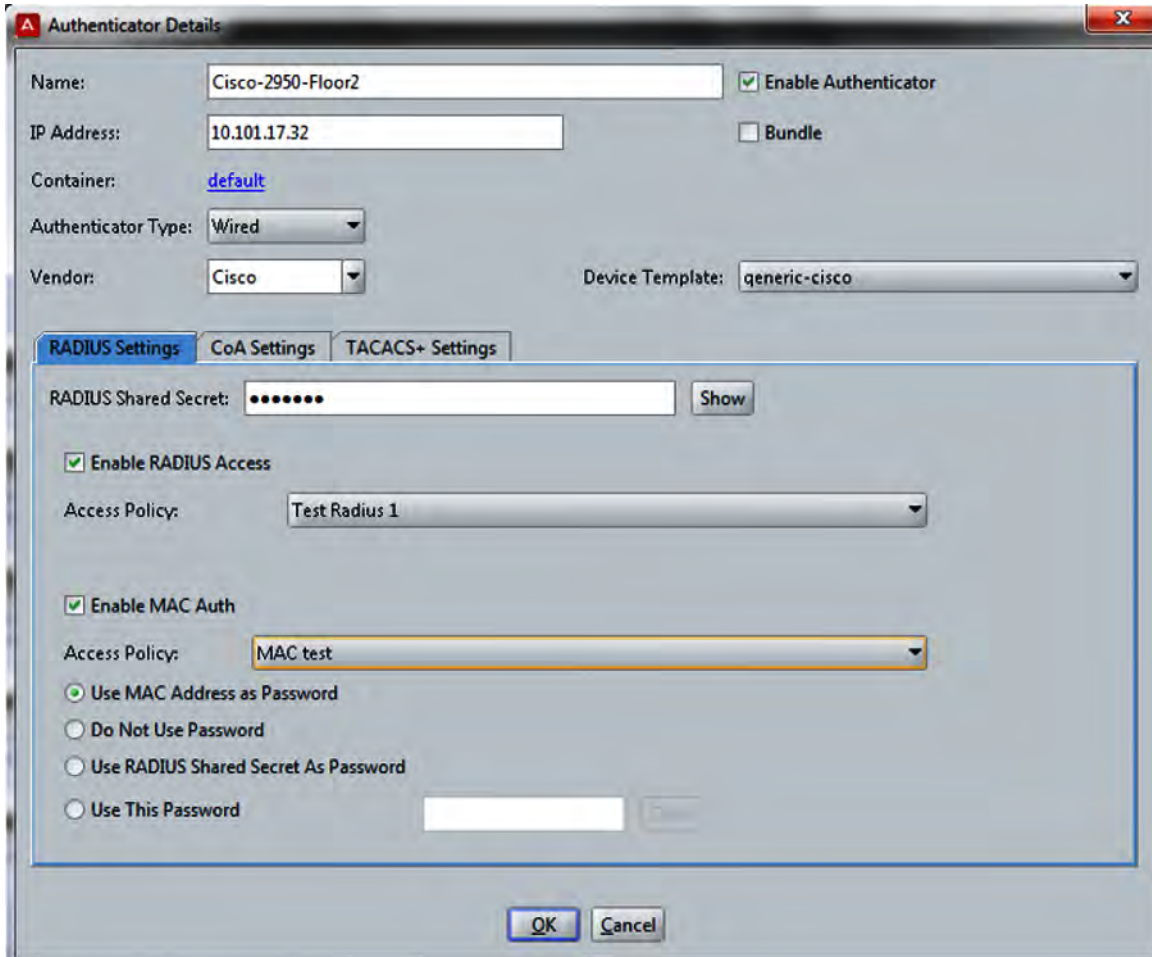 A Authenticator Details
Name: Cisco-2950-Floor2 Enable Authenticator
IP Address: 10.101.17.32 Bundle
Container: default
Authenticator Type: Wired
Vendor: Cisco Device Template: generic-cisco
RADIUS Settings CoA Settings TACACS+ Settings
RADIUS Shared Secret: ••••••• Show
Enable RADIUS Access
Access Policy: Test Radius 1
Enable MAC Auth
Access Policy: MAC test
Use MAC Address as Password
Do Not Use Password
Use RADIUS Shared Secret As Password
Use This Password
OK Cancel